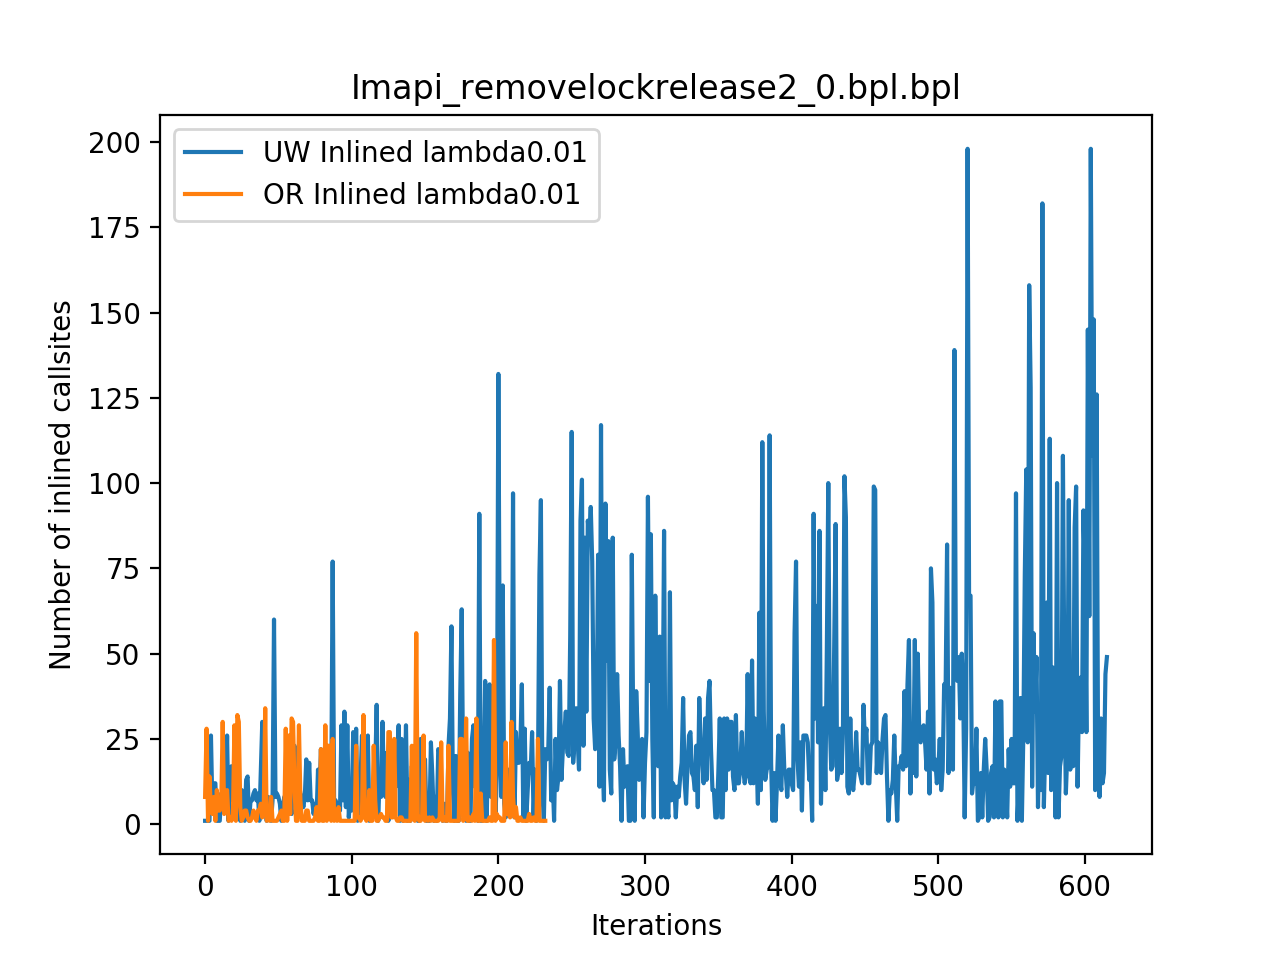 Imapi_removelockrelease2_0.bpl.bpl
UW Inlined lambda0.01
OR Inlined lambda0.01
Number of inlined callsites
200
175
150
125
100
75
50
25
0
0 100 200 300 400 500 600
Iterations